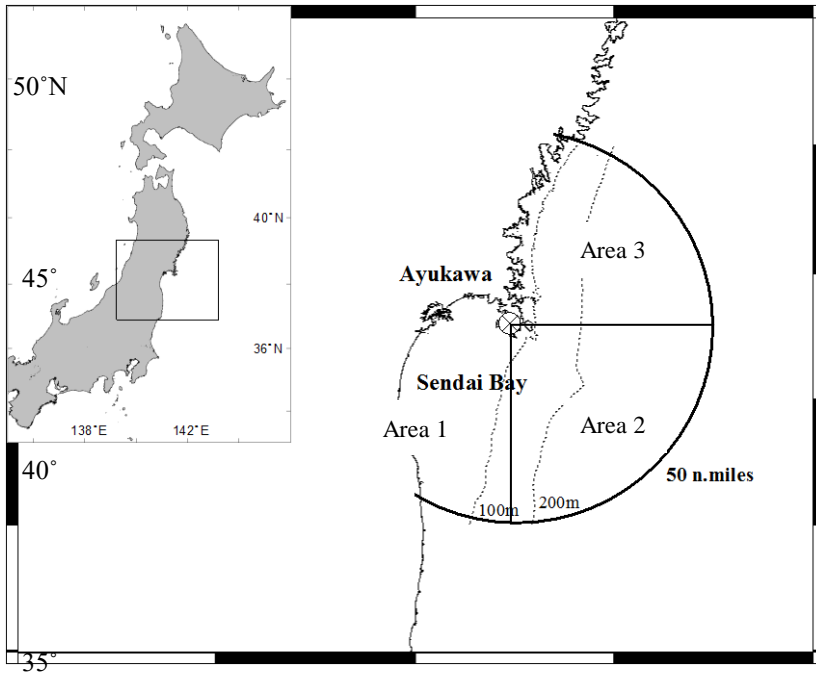 50˚N
40˚N
Area 3
Ayukawa
45˚
36˚N
Sendai Bay
Area 1
Area 2
138˚E
142˚E
40˚
50 n.miles
100m
200m
35˚